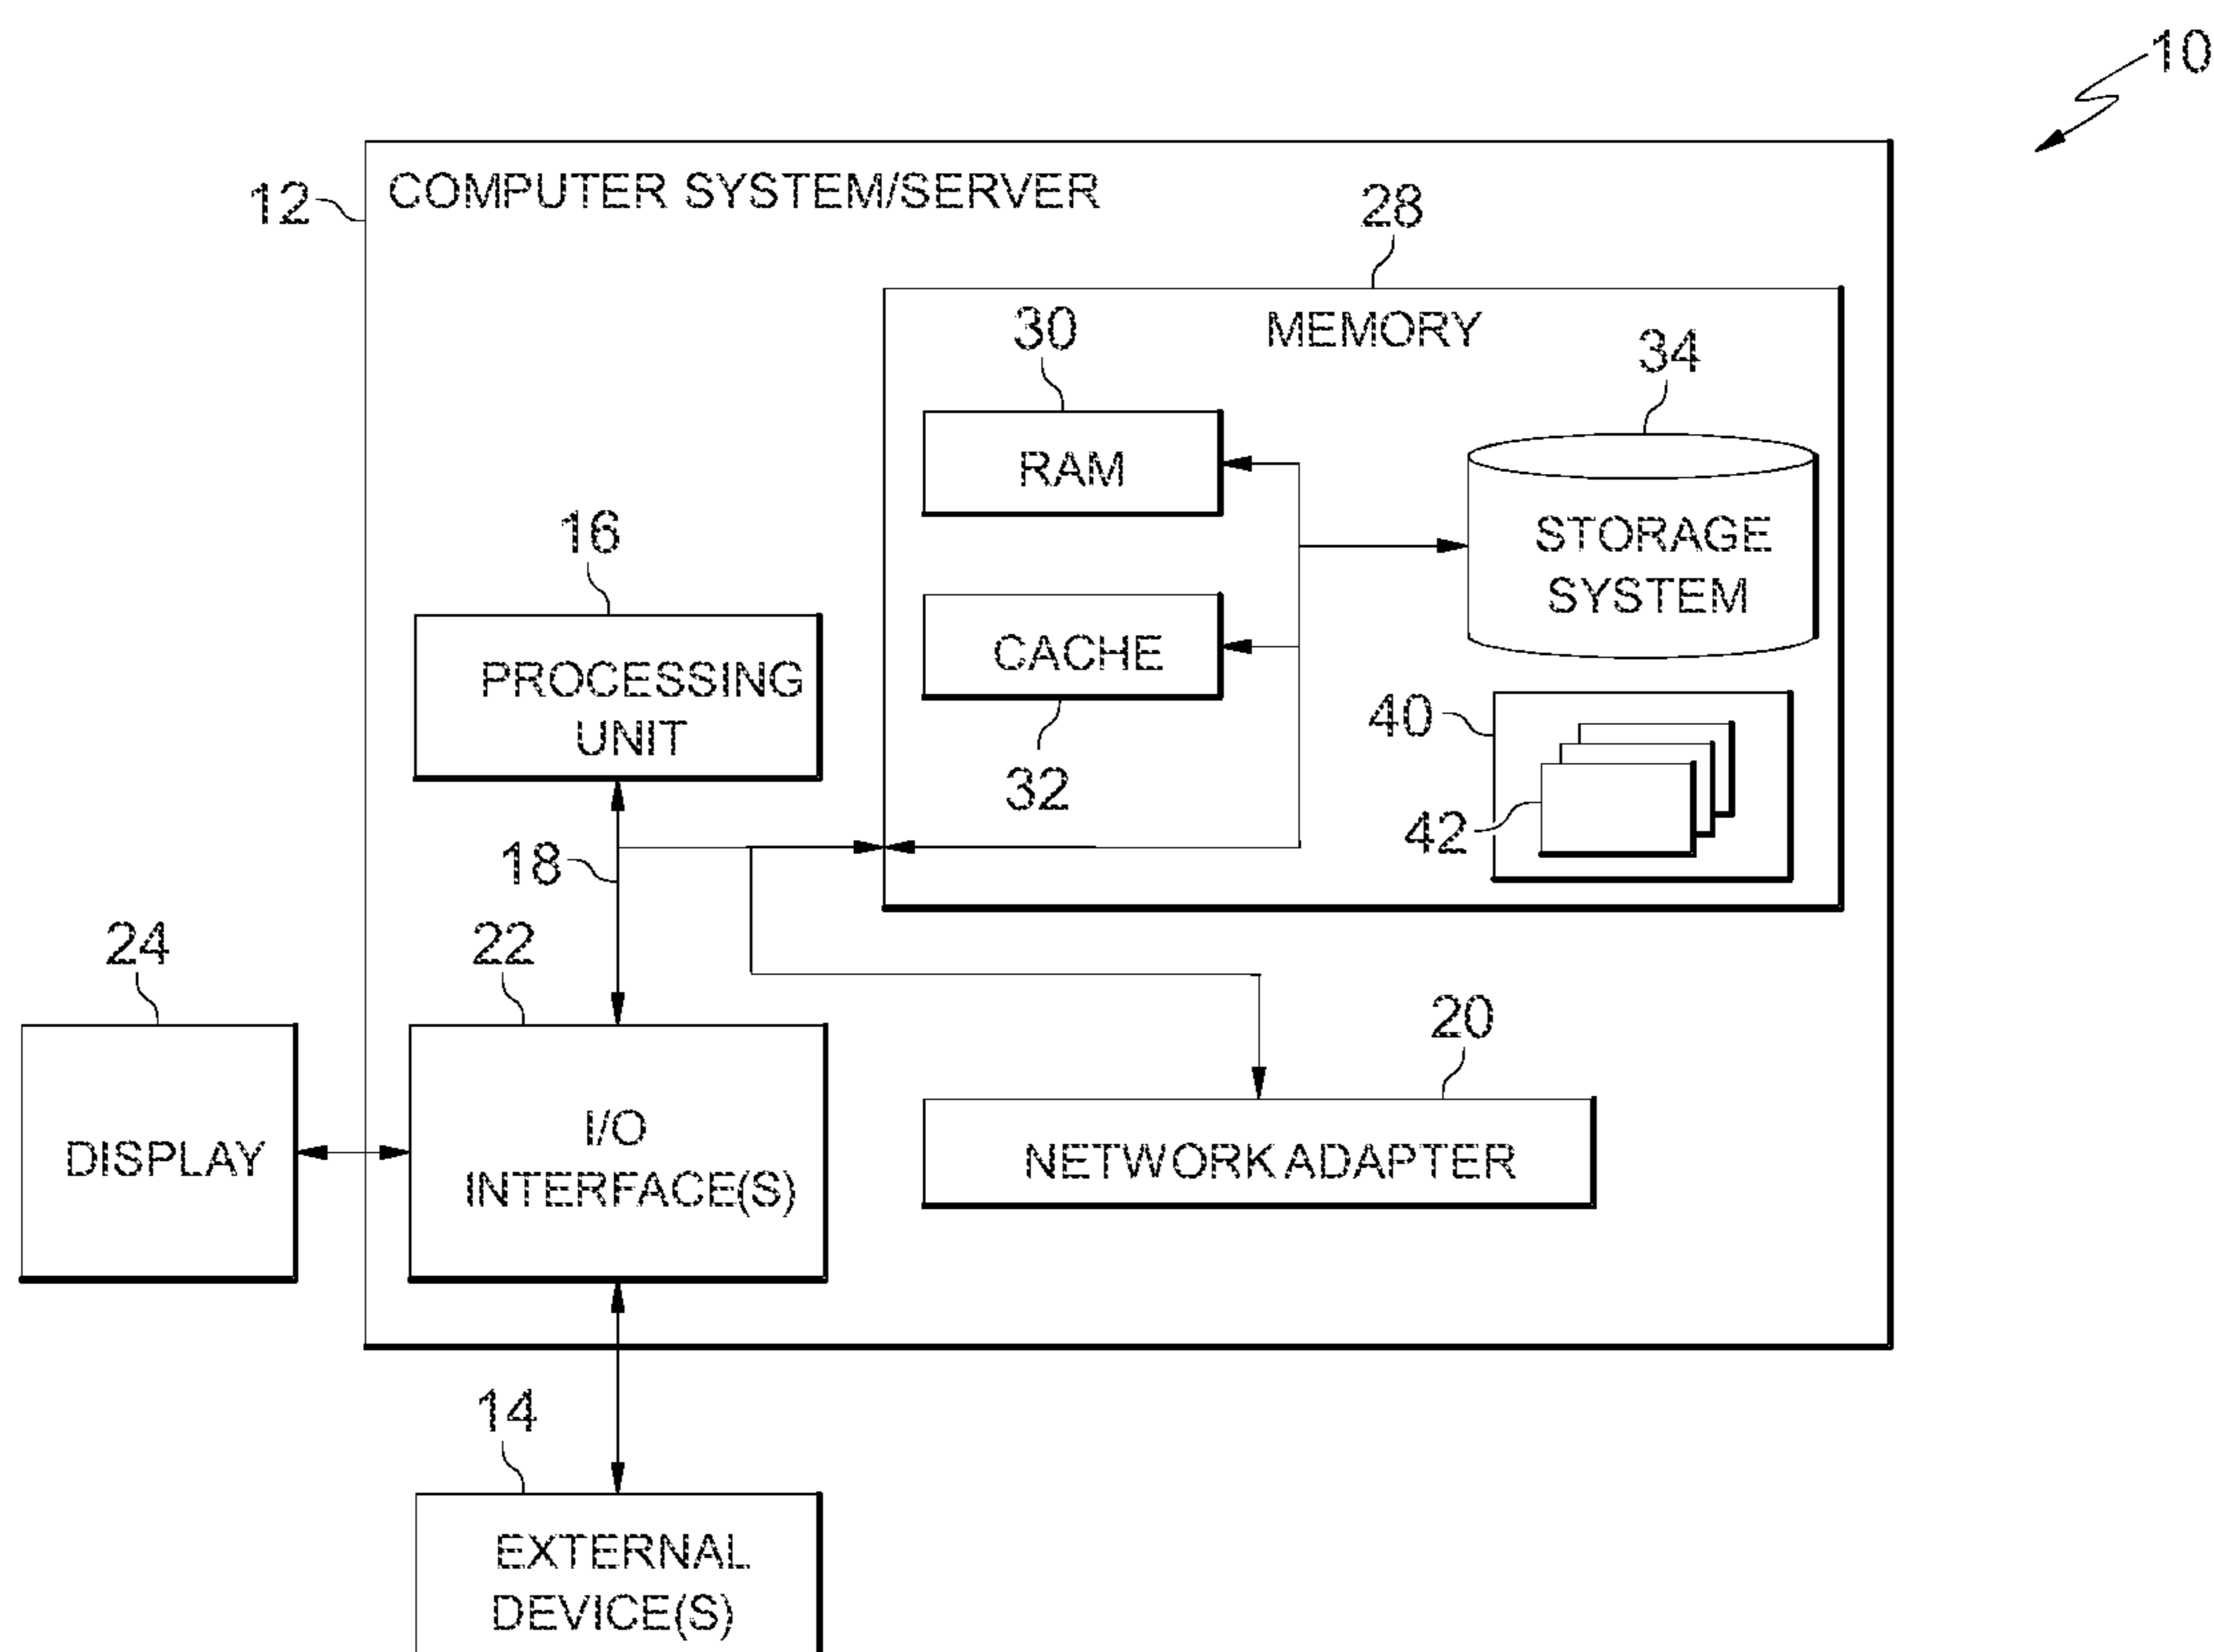 10
12
COMPUTER SYSTEM/SERVER
28
MEMORY
30
34
RAM
STORAGE
SYSTEM
16
CACHE
PROCESSING
UNIT
32
40
42
18
24
22
20
DISPLAY
I/O
INTERFACE(S)
NETWORK ADAPTER
14
EXTERNAL
DEVICE(S)